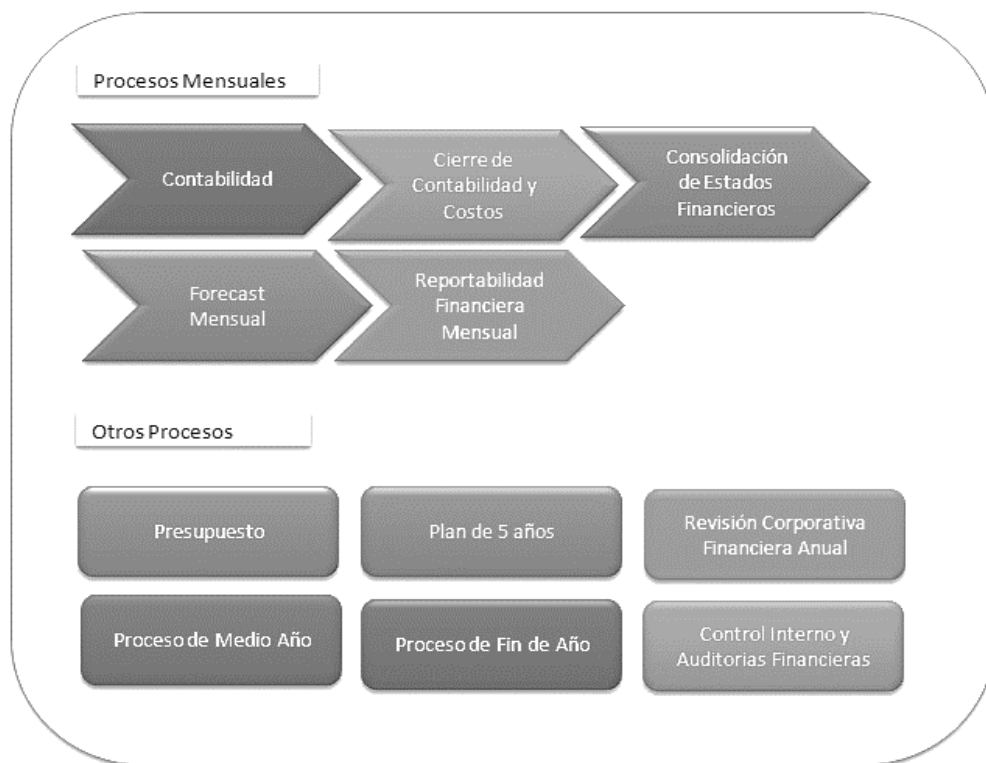 Procesos Mensuales
Contabilidad
Cierre de
Contabilidad y
Costos
Consolidación
de Estados
Financieros
Forecast
Mensual
Reportabilidad
Financiera
Mensual
Otros Procesos
Presupuesto
Plan de 5 años
Revisión Corporativa
Financiera Anual
Proceso de Medio Año
Proceso de Fin de Año
Control Interno y
Auditorias Financieras